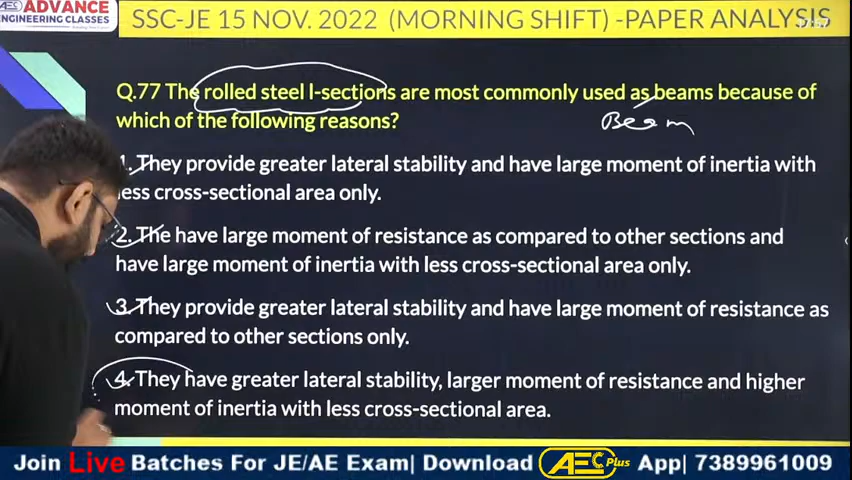 ADVANCE
ENGINEERING CLASSES
SSC-JE 15 NOV. 2022 (MORNING SHIFT) -PAPER ANALYSIS
Q.77 The rolled steel I-sections are most commonly used as beams because of
which of the following reasons?
Beam
1. They provide greater lateral stability and have large moment of inertia with
less cross-sectional area only.
2. The have large moment of resistance as compared to other sections and
have large moment of inertia with less cross-sectional area only.
3. They provide greater lateral stability and have large moment of resistance as
compared to other sections only.
4. They have greater lateral stability, larger moment of resistance and higher
moment of inertia with less cross-sectional area.
Join Live Batches For JE/AE Exam| Download AEC Plus App| 7389961009